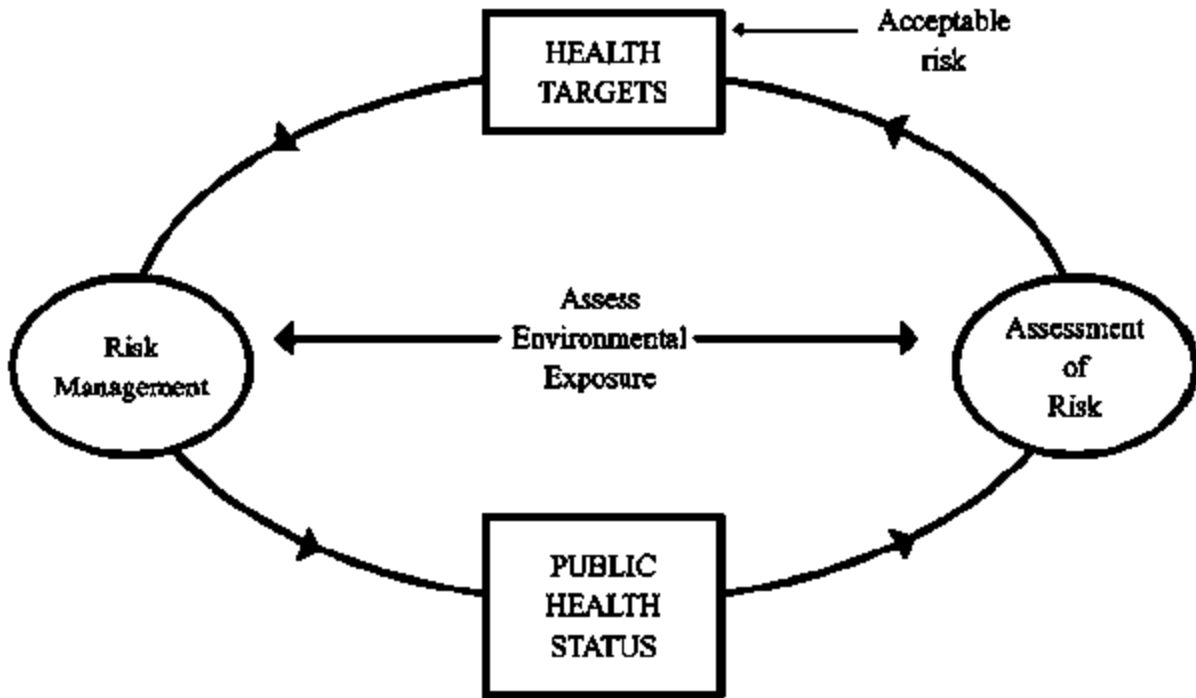 HEALTH
TARGETS
Acceptable
risk
Risk
Management
Assess
Environmental
Exposure
Assessment
of
Risk
PUBLIC
HEALTH
STATUS